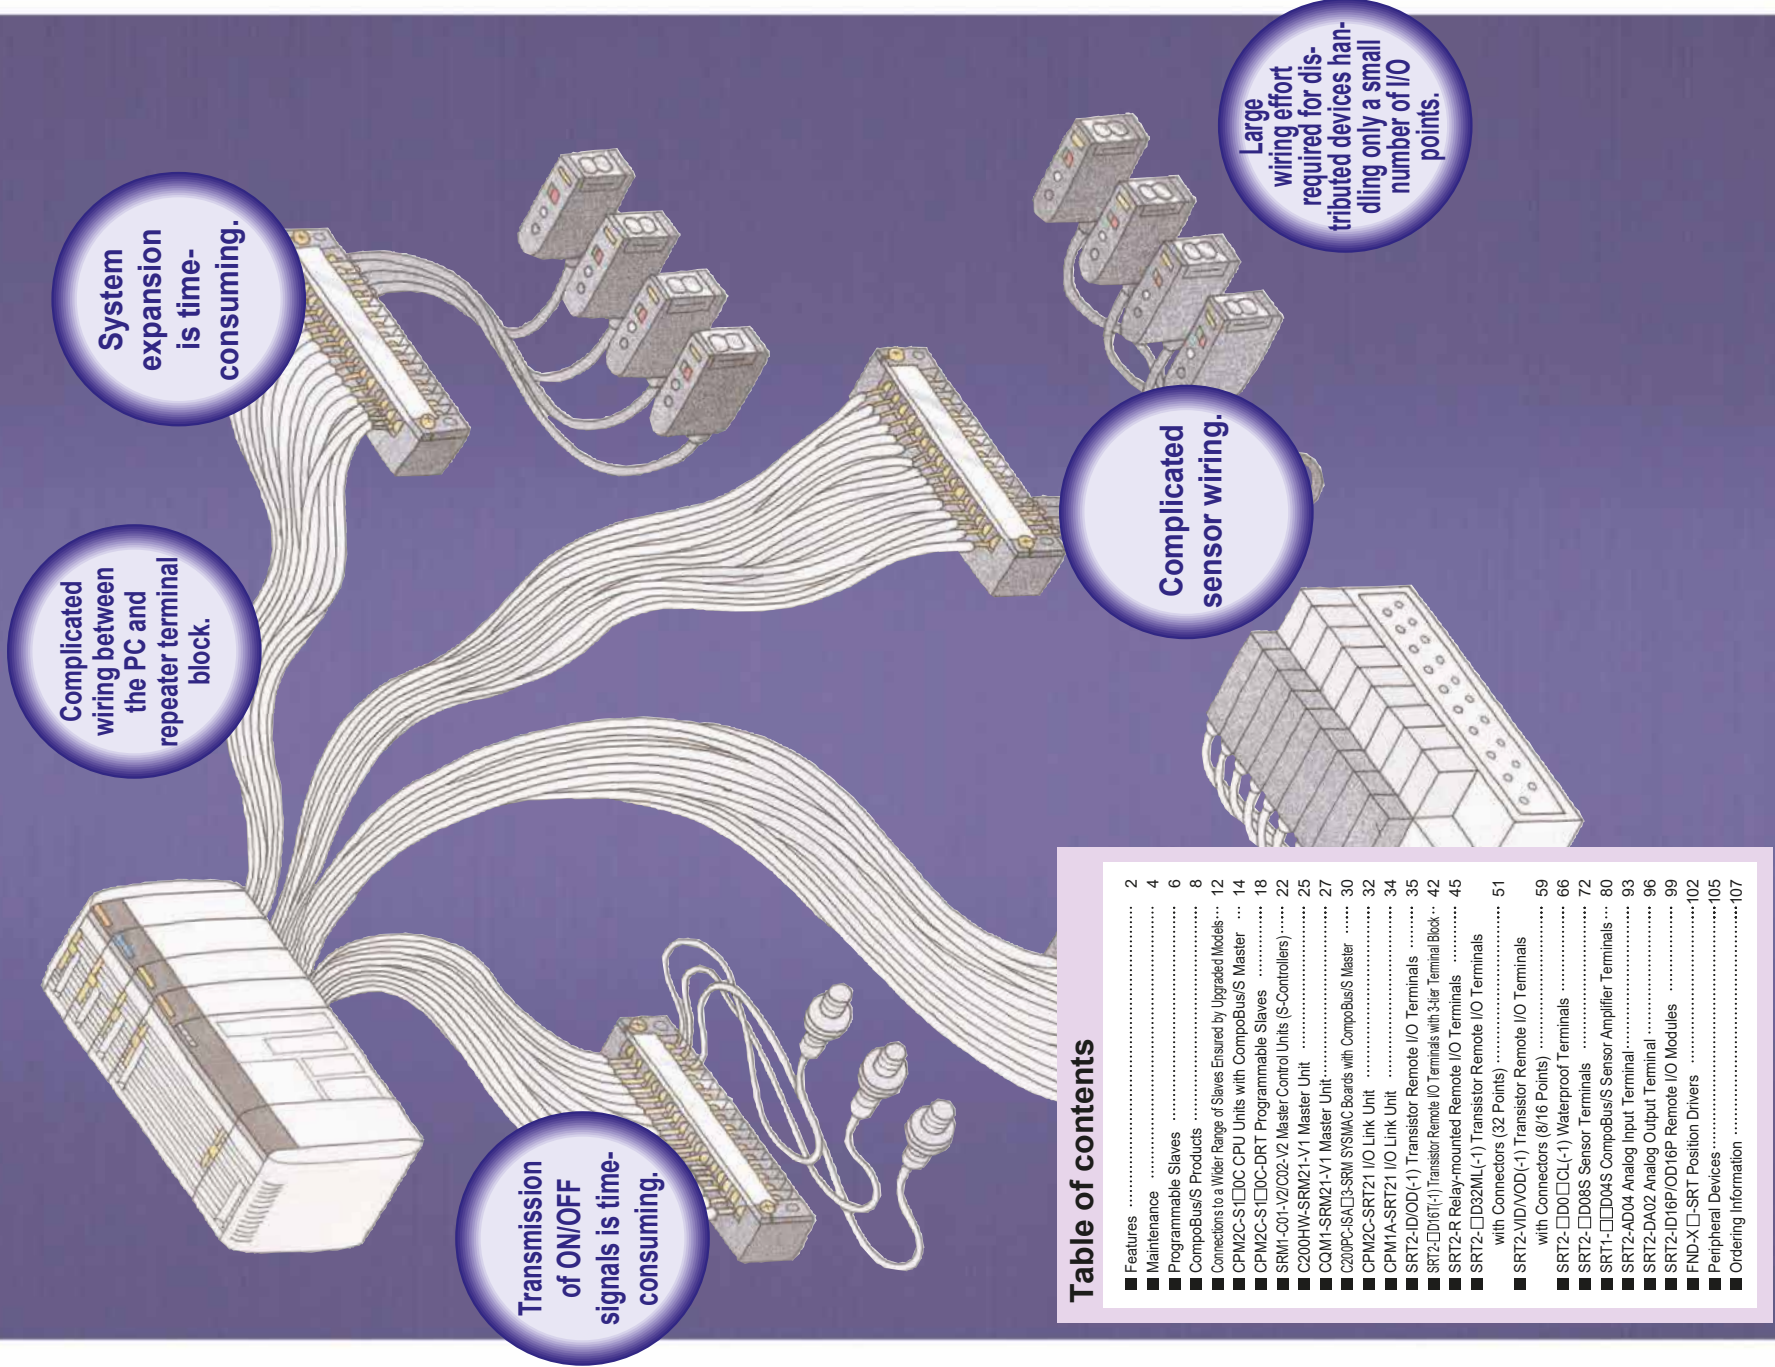 System
expansion
is time-
consuming.
Complicated
wiring between
the PC and
repeater terminal
block.
Large
wiring effort
required for dis-
tributed devices han-
dling only a small
number of I/O
points.
Complicated
sensor wiring.
Transmission
of ON/OFF
signals is time-
consuming.
Table of contents
■ Features ........................ 2
■ Maintenance ........................ 4
■ Programmable Slaves ........................ 6
■ CompoBus/S Products ........................ 8
■ Connections to a Wider Range of Slaves Ensured by Upgraded Models ... 12
■ CPM2C-S1□0C CPU Units with CompoBus/S Master ... 14
■ CPM2C-S1□0C-DRT Programmable Slaves ........ 18
■ SRM1-C01-V2/C02-V2 Master Control Units (S-Controllers) ...... 22
■ C200HW-SRM21-V1 Master Unit ................ 25
■ CQM1-SRM21-V1 Master Unit ................ 27
■ C200PC-ISA□3-SRM SYSMAC Boards with CompoBus/S Master ...... 30
■ CPM2C-SRT21 I/O Link Unit ................ 32
■ CPM1A-SRT21 I/O Link Unit ................ 34
■ SRT2-ID/OD(-1) Transistor Remote I/O Terminals ....... 35
■ SRT2-□D16T(-1) Transistor Remote I/O Terminals with 3-tier Terminal Block .. 42
■ SRT2-R Relay-mounted Remote I/O Terminals ......... 45
■ SRT2-□D32ML(-1) Transistor Remote I/O Terminals
with Connectors (32 Points) ........................ 51
■ SRT2-VID/VOD(-1) Transistor Remote I/O Terminals
with Connectors (8/16 Points) ........................ 59
■ SRT2-□D0□CL(-1) Waterproof Terminals ............ 66
■ SRT2-□D08S Sensor Terminals ................ 72
■ SRT1-□□D04S CompoBus/S Sensor Amplifier Terminals ... 80
■ SRT2-AD04 Analog Input Terminal ................ 93
■ SRT2-DA02 Analog Output Terminal ................ 96
■ SRT2-ID16P/OD16P Remote I/O Modules ............ 99
■ FND-X□-SRT Position Drivers ................ 102
■ Peripheral Devices ........................ 105
■ Ordering Information ........................ 107